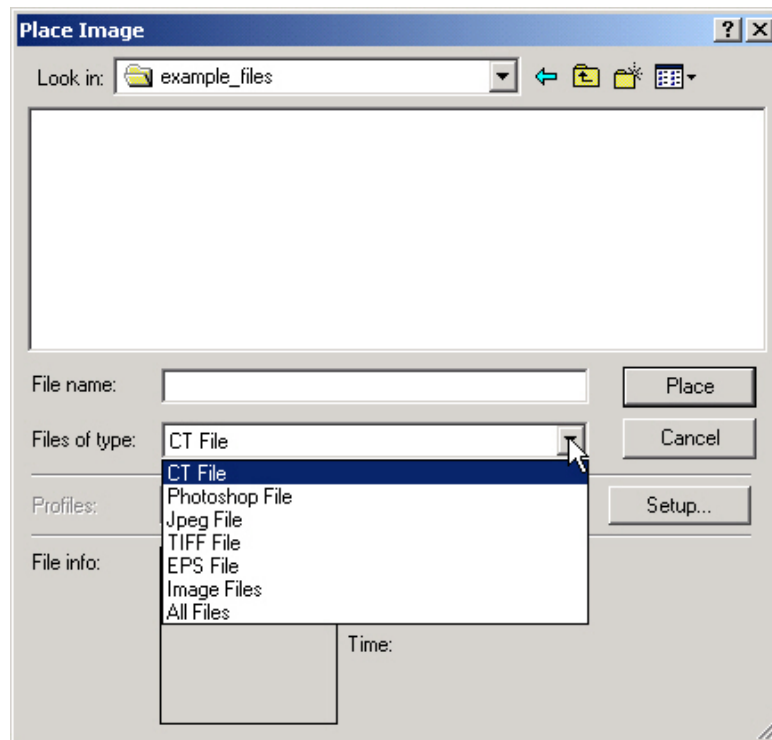 Place Image
Look in: example_files
File name:
Place
Files of type: CT File
Cancel
CT File
Photoshop File
Profiles:
Setup...
Jpeg File
TIFF File
File info:
EPS File
Image Files
All Files
Time: